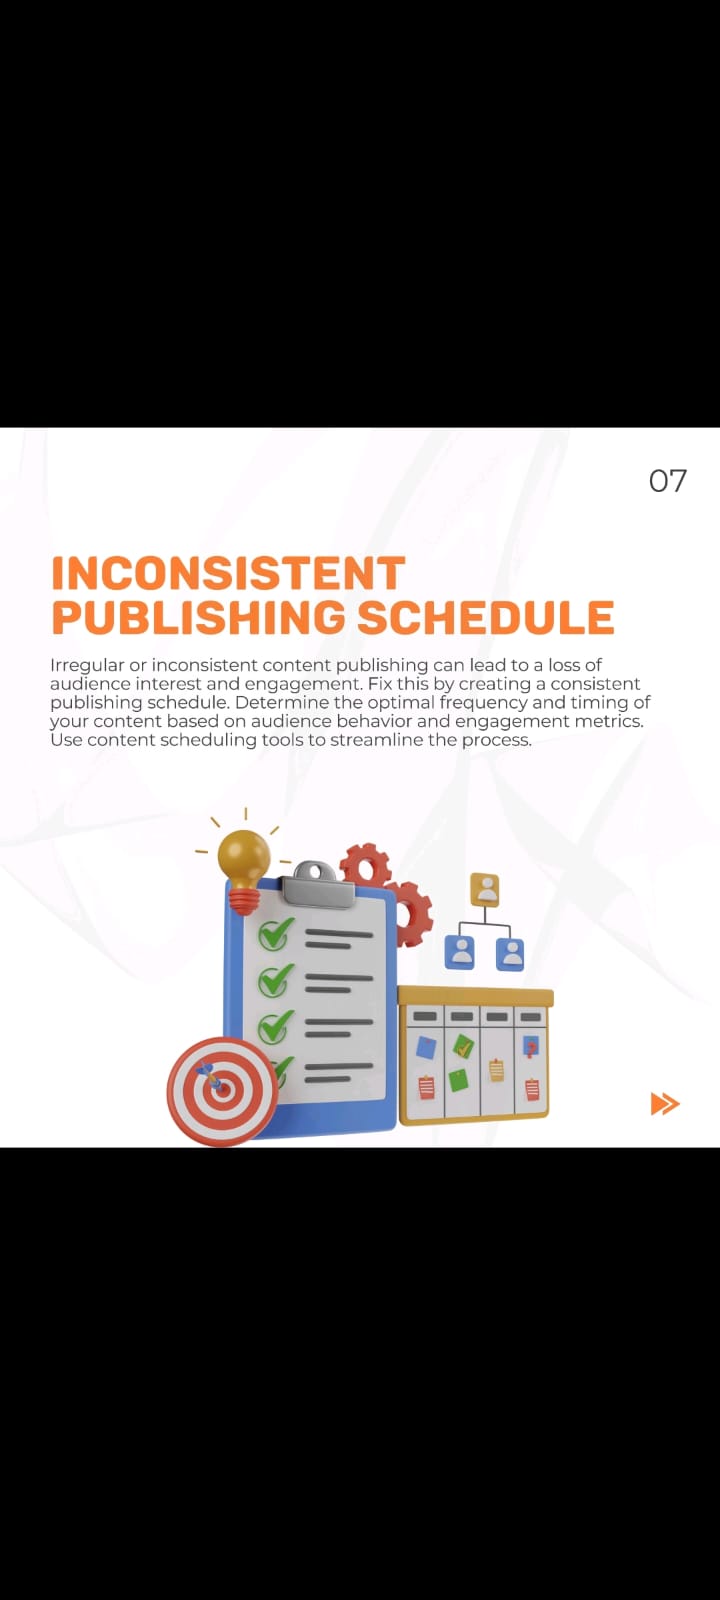 07
INCONSISTENT
PUBLISHING SCHEDULE
Irregular or inconsistent content publishing can lead to a loss of
audience interest and engagement. Fix this by creating a consistent
publishing schedule. Determine the optimal frequency and timing of
your content based on audience behavior and engagement metrics.
Use content scheduling tools to streamline the process.